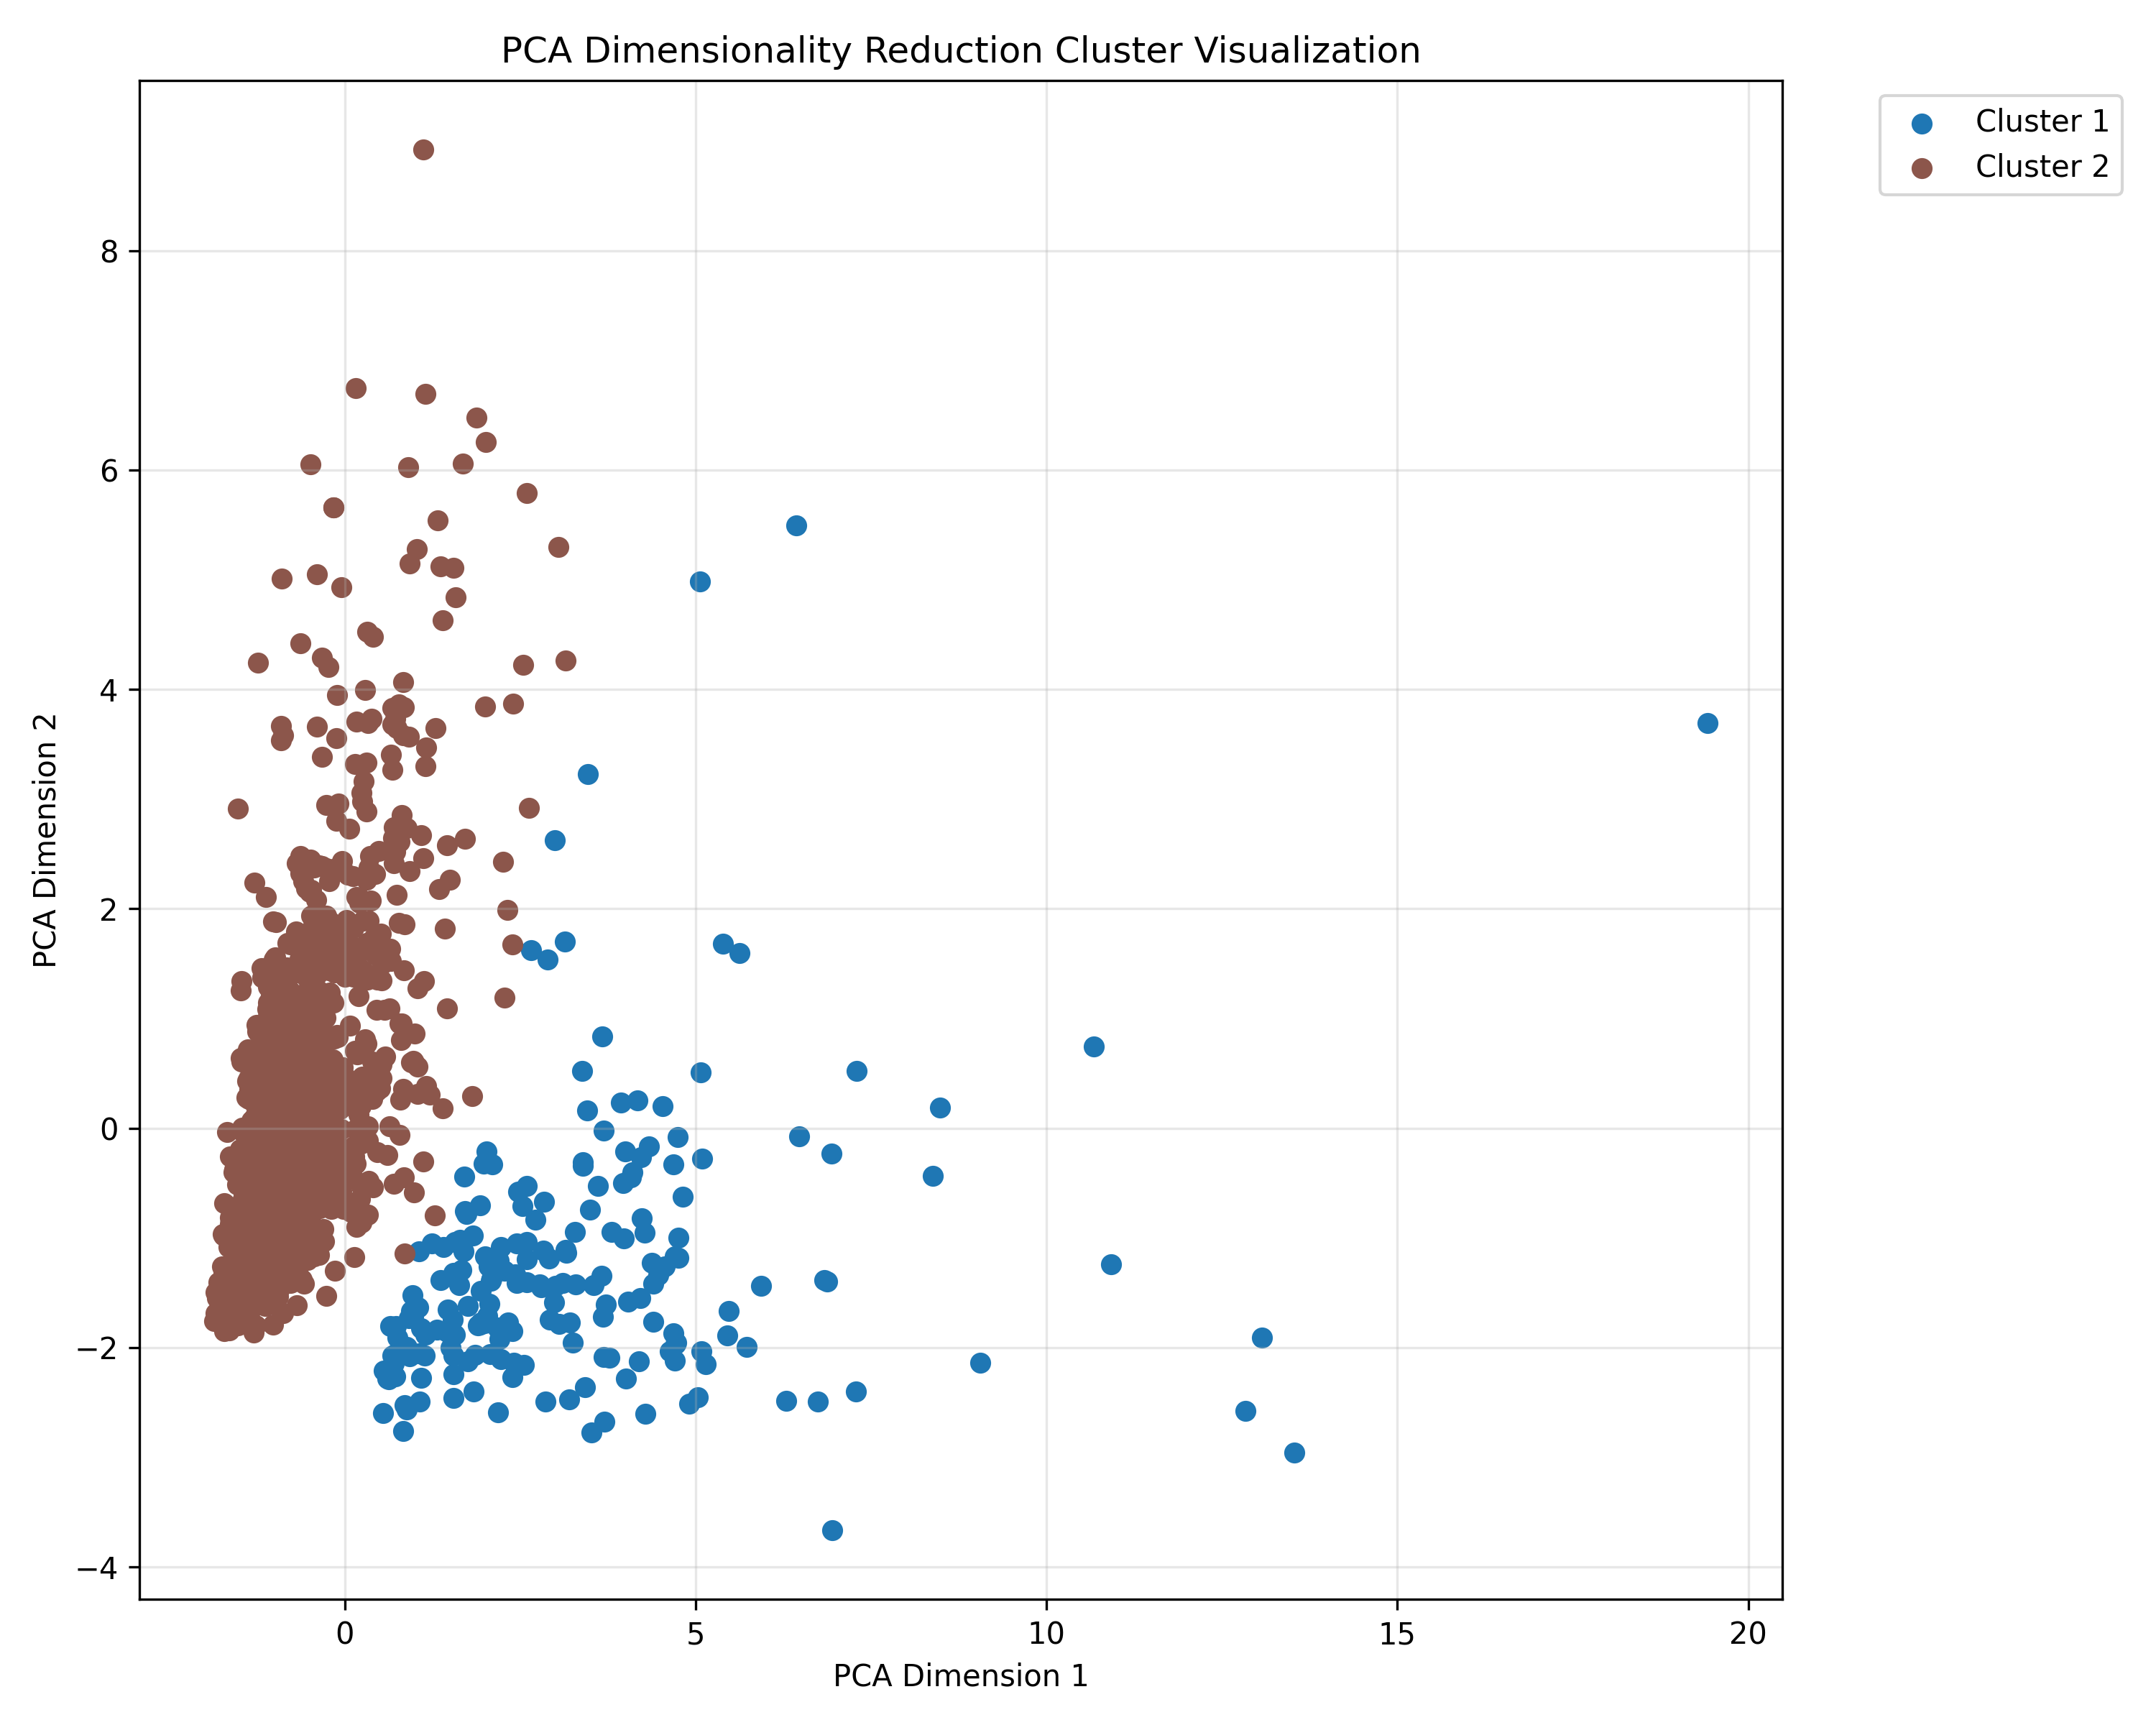 PCA Dimensionality Reduction Cluster Visualization
Cluster 1
Cluster 2
PCA Dimension 2
8
6
4
2
0
−2
−4
0 5 10 15 20
PCA Dimension 1